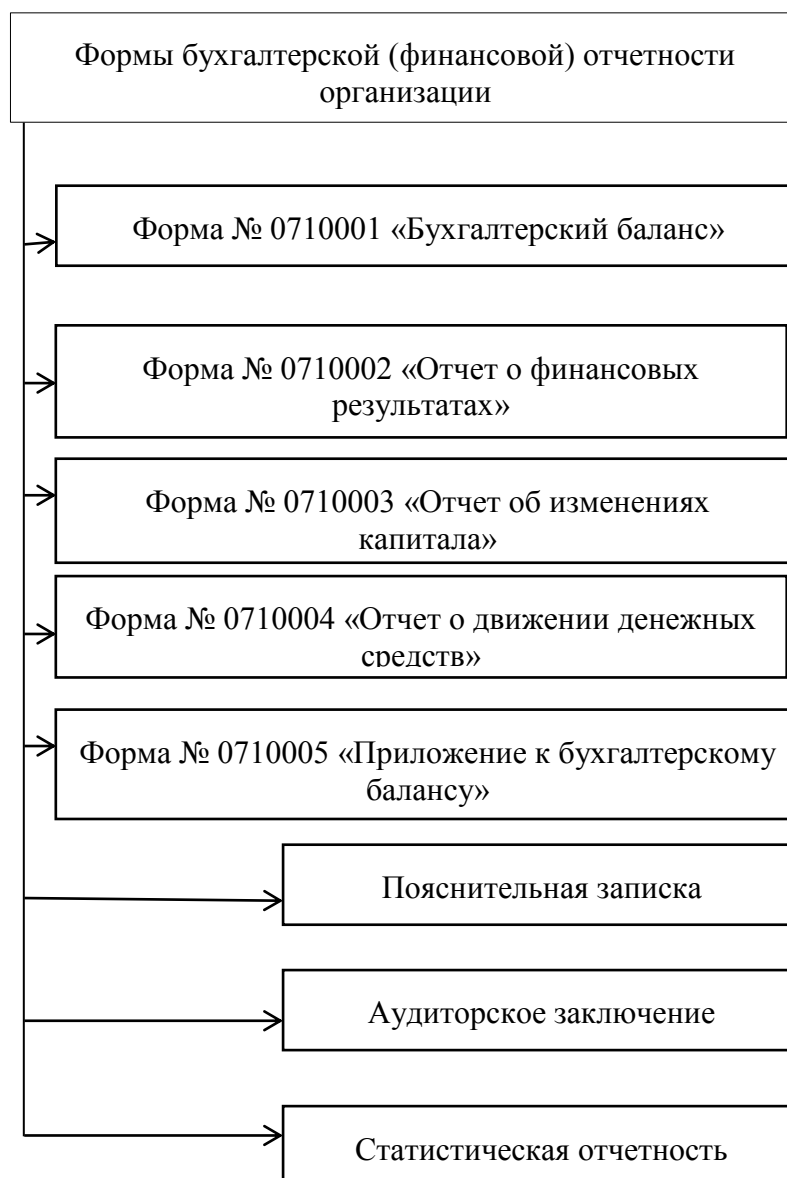 Формы бухгалтерской (финансовой) отчетности
организации
Форма № 0710001 «Бухгалтерский баланс»
Форма № 0710002 «Отчет о финансовых
результатах»
Форма № 0710003 «Отчет об изменениях
капитала»
Форма № 0710004 «Отчет о движении денежных
средств»
Форма № 0710005 «Приложение к бухгалтерскому
балансу»
Пояснительная записка
Аудиторское заключение
Статистическая отчетность